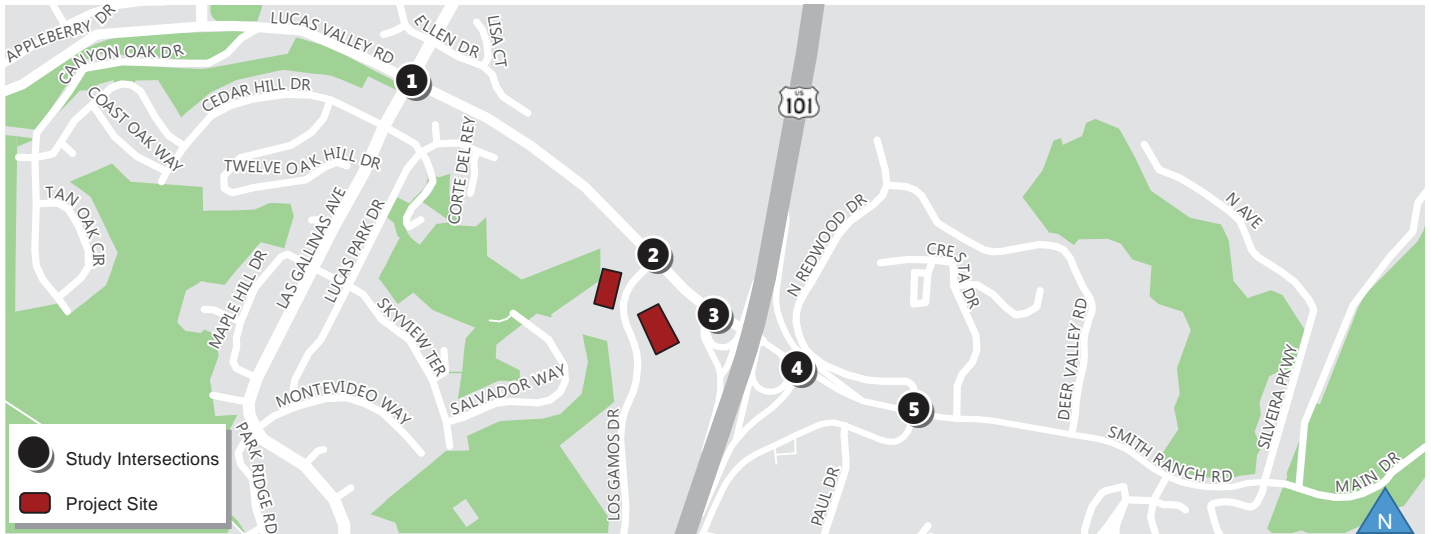 APPLEBERRY DR
LUCAS VALLEY RD
ELLEN DR
LISA CT
CANYON OAK DR
1
CEDAR HILL DR
COAST OAK WAY
US
101
TWELVE OAK HILL DR
CORTE DEL REY
TAN OAK CIR
LAS GALLINAS AVE
LUCAS PARK DR
N REDWOOD DR
N AVE
2
CRESTA DR
MAPLE HILL DR
3
SKYVIEW TER
DEER VALLEY RD
4
SILVEIRA PKWY
MONTEVIDEO WAY
SALVADOR WAY
5
LOS GAMOS DR
SMITH RANCH RD
PARK RIDGE RD
PAUL DR
MAIN DR
Study Intersections
Project Site
N